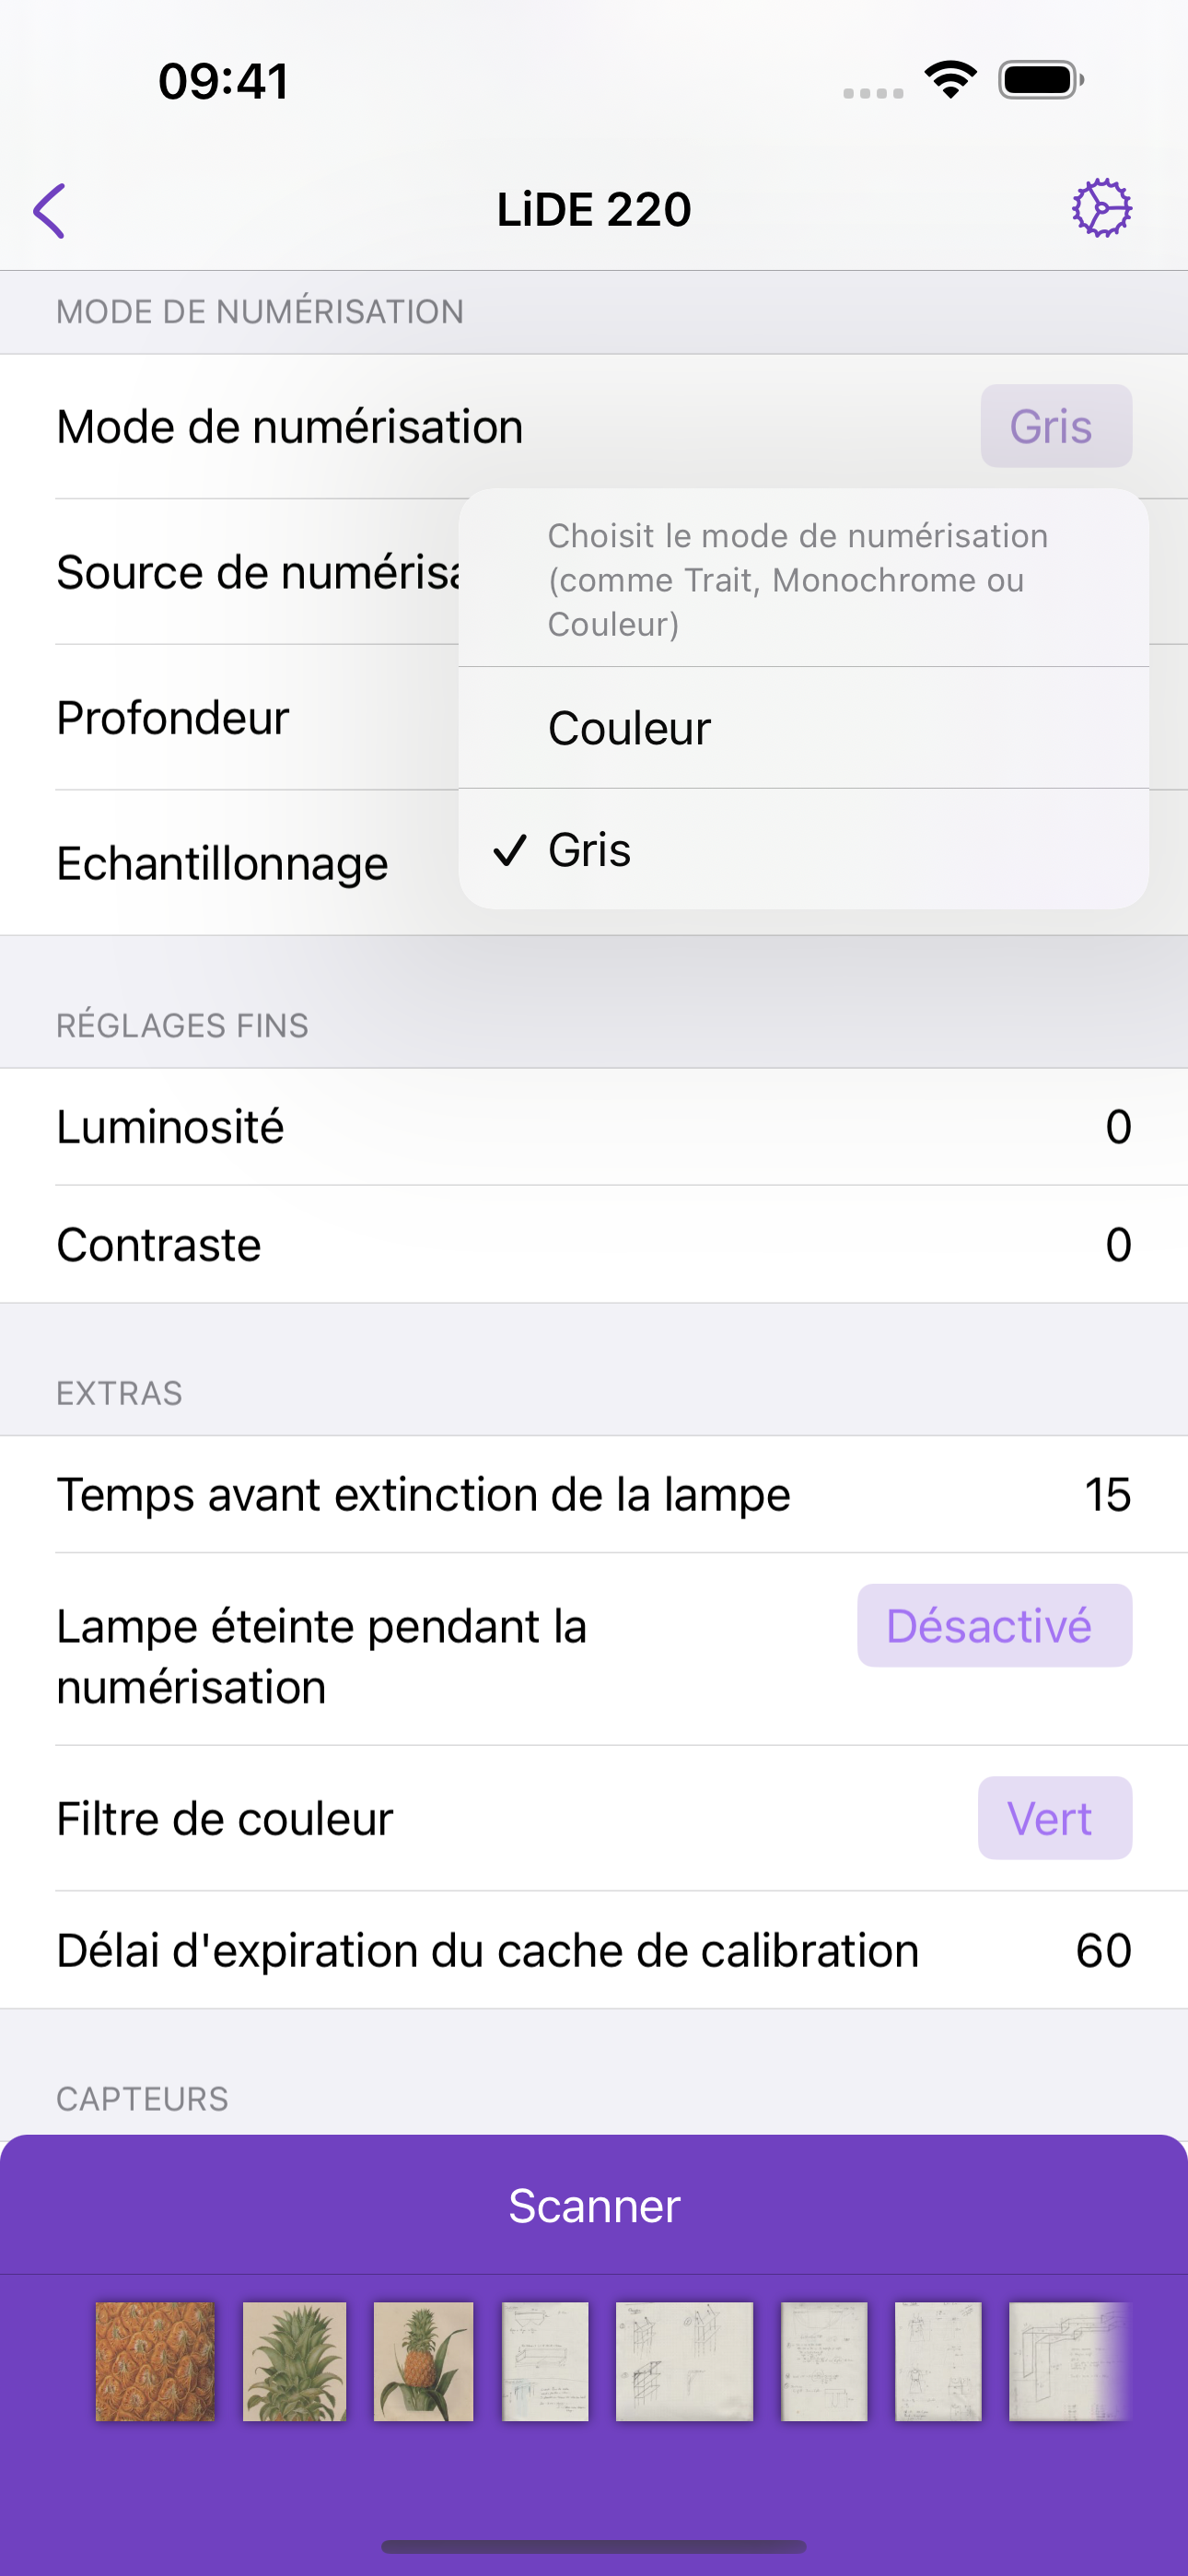 09:41
LiDE 220
MODE DE NUMÉRISATION
Mode de numérisation
Gris
Source de
Choisit le mode de numérisation
(comme Trait, Monochrome ou
Couleur)
Profondeur
Couleur
Echantillonnage
Gris
RÉGLAGES FINS
Luminosité
0
Contraste
0
EXTRAS
Temps avant extinction de la lampe
15
Lampe éteinte pendant la
numérisation
Désactivé
Filtre de couleur
Vert
Délai d'expiration du cache de calibration
60
CAPTEURS
Scanner